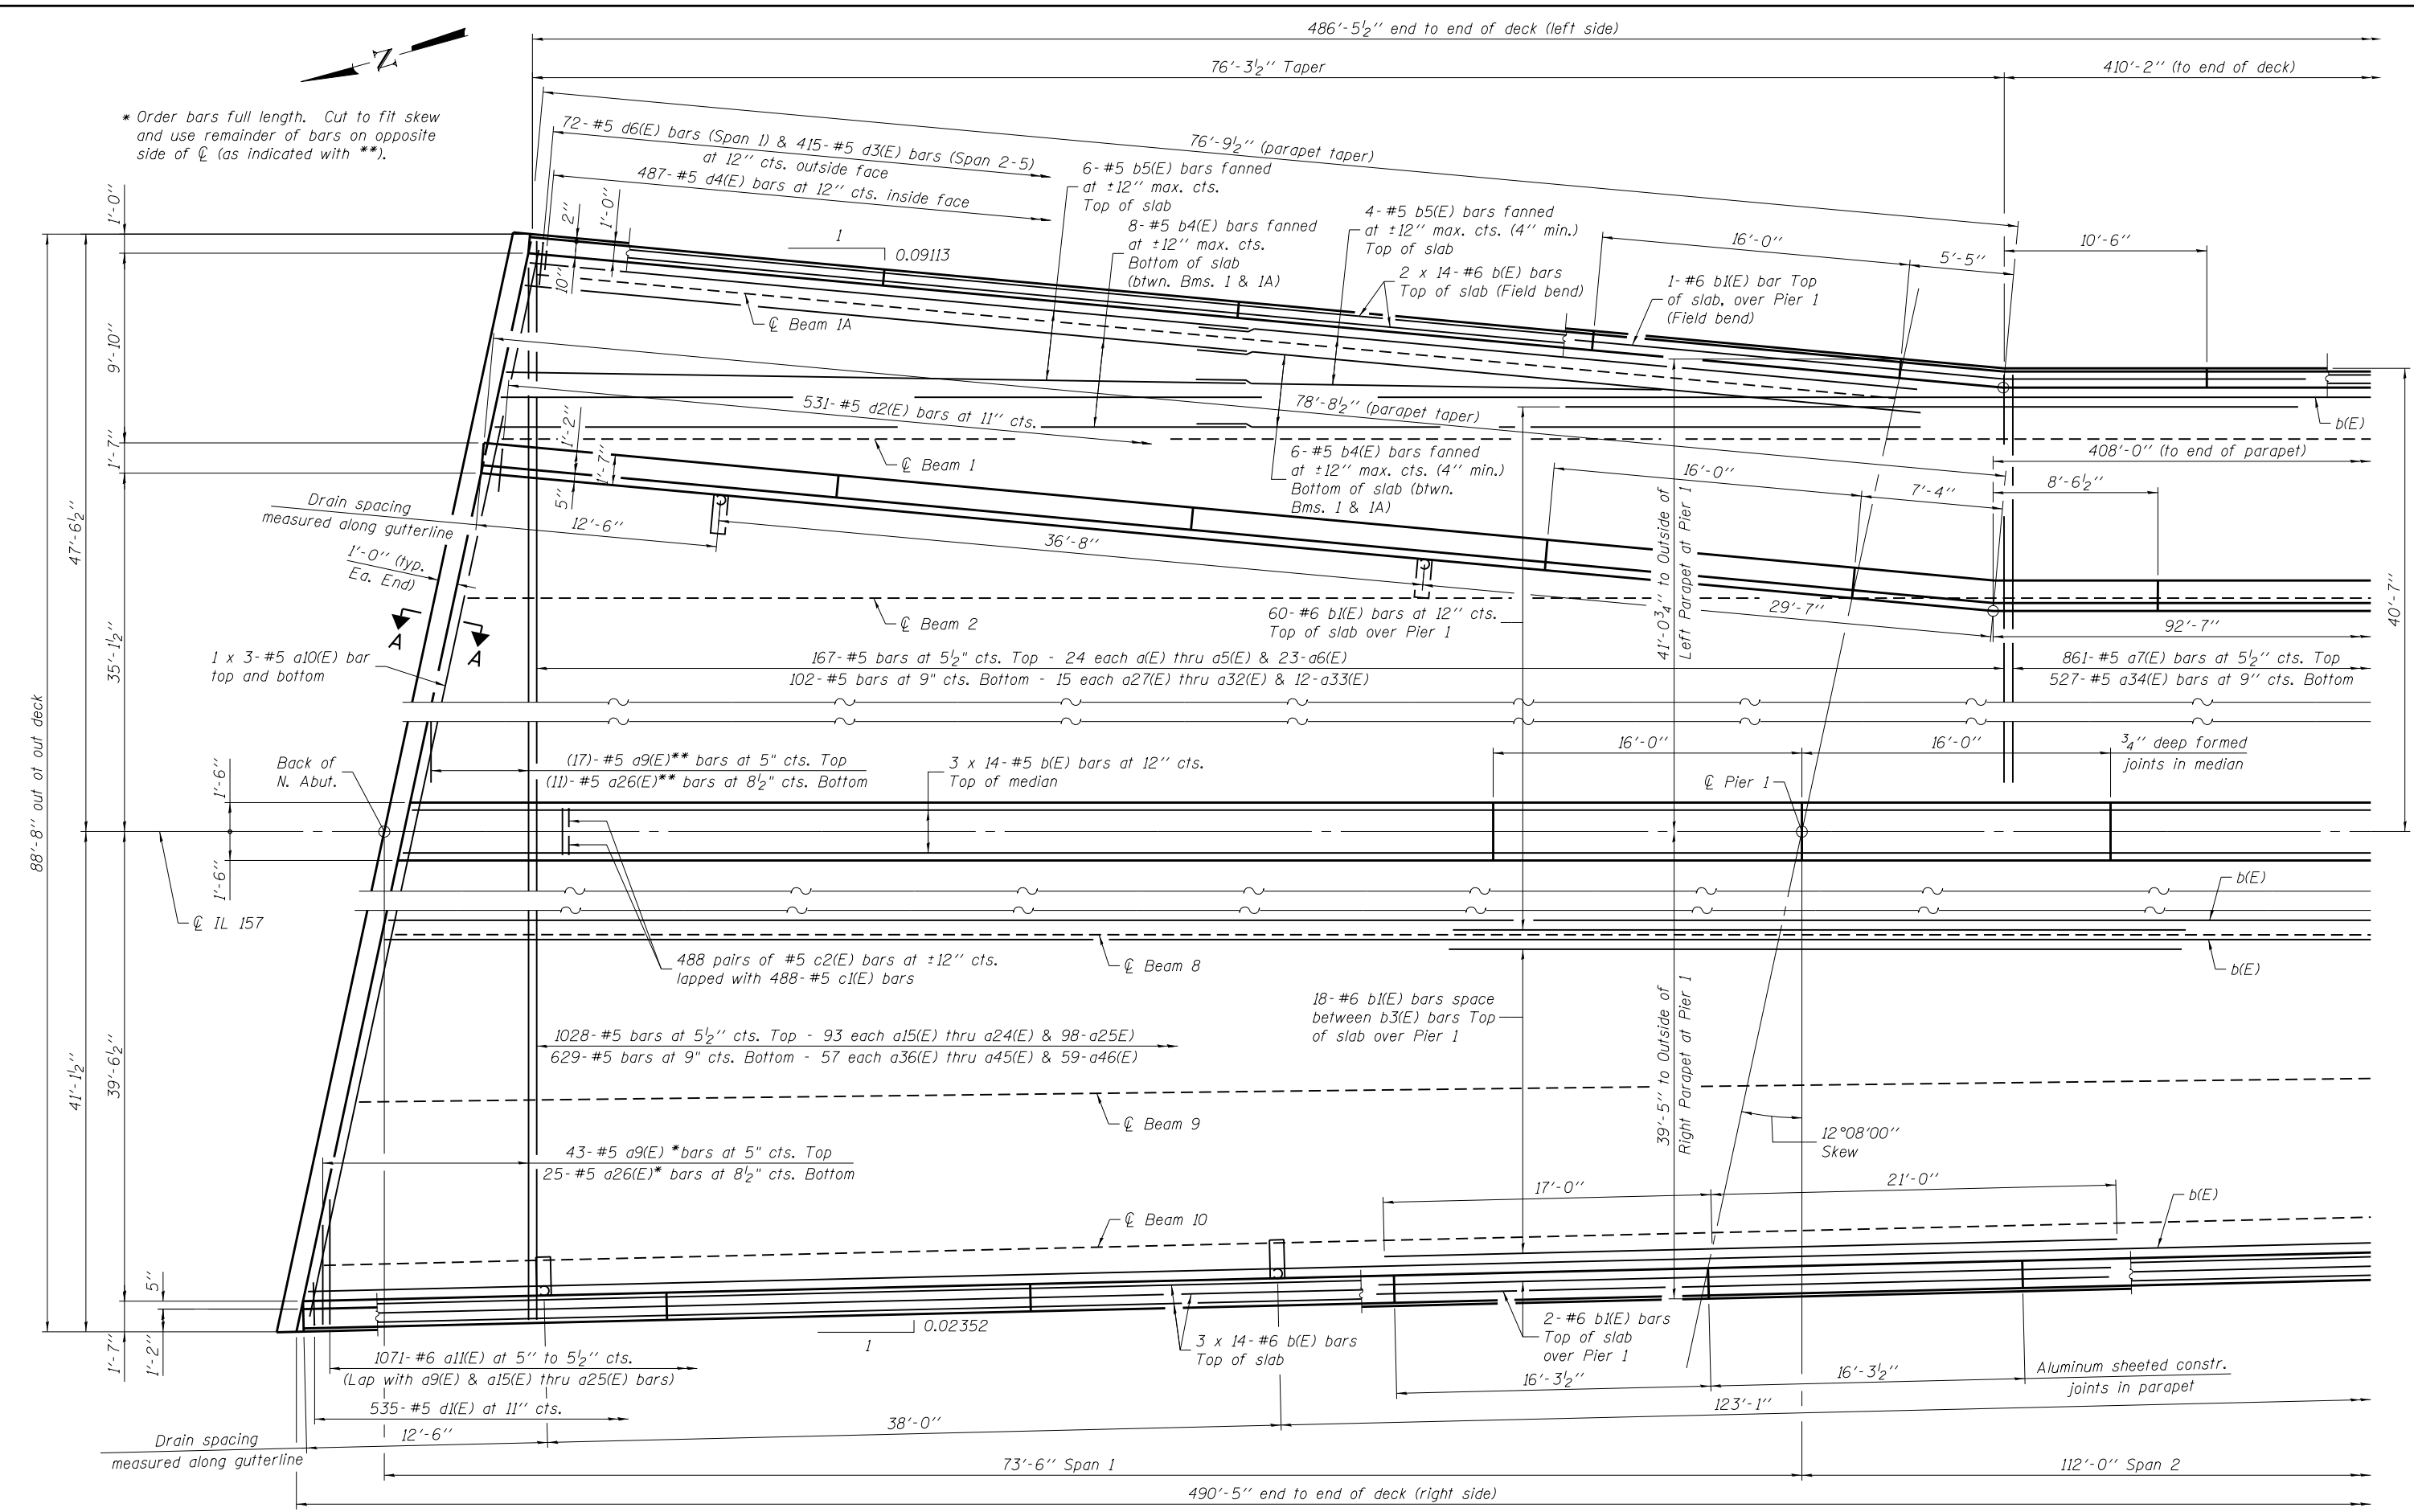 486'-5½" end to end of deck (left side)
76'-3½" Taper
410'-2" (to end of deck)
N
* Order bars full length. Cut to fit skew
and use remainder of bars on opposite
side of ℄ (as indicated with **).
76'-9½" (parapet taper)
72-#5 d6(E) bars (Span 1) & 415-#5 d3(E) bars (Span 2-5)
at 12" cts. outside face
487-#5 d4(E) bars at 12" cts. inside face
6-#5 b5(E) bars fanned
at ±12" max. cts.
Top of slab
8-#5 b4(E) bars fanned
at ±12" max. cts.
Bottom of slab
(btwn. Bms. 1 & 1A)
4-#5 b5(E) bars fanned
at ±12" max. cts. (4" min.)
Top of slab
2 x 14-#6 b(E) bars
Top of slab (Field bend)
1-#6 b1(E) bar Top
of slab, over Pier 1
(Field bend)
16'-0"
5'-5"
10'-6"
1'-0"
2"
1'-0"
10"
1
0.09113
℄ Beam 1A
9'-10"
1'-7"
531-#5 d2(E) bars at 11" cts.
78'-8½" (parapet taper)
1'-2"
1'-7"
5"
℄ Beam 1
6-#5 b4(E) bars fanned
at ±12" max. cts. (4" min.)
Bottom of slab (btwn.
Bms. 1 & 1A)
b(E)
408'-0" (to end of parapet)
16'-0"
7'-4"
8'-6½"
Drain spacing
measured along gutterline
12'-6"
36'-8"
29'-7"
92'-7"
1'-0" (typ.
Ea. End)
47'-6½"
35'-1½"
40'-7"
A
A
℄ Beam 2
60-#6 b1(E) bars at 12" cts.
Top of slab over Pier 1
41'-0¾" to Outside of
Left Parapet at Pier 1
1 x 3-#5 a10(E) bar
top and bottom
167-#5 bars at 5½" cts. Top - 24 each a(E) thru a5(E) & 23-a6(E)
102-#5 bars at 9" cts. Bottom - 15 each a27(E) thru a32(E) & 12-a33(E)
861-#5 a7(E) bars at 5½" cts. Top
527-#5 a34(E) bars at 9" cts. Bottom
88'-8" out ot out deck
Back of
N. Abut.
1'-6"
1'-6"
(17)-#5 a9(E)** bars at 5" cts. Top
(11)-#5 a26(E)** bars at 8½" cts. Bottom
3 x 14-#5 b(E) bars at 12" cts.
Top of median
16'-0"
16'-0"
¾" deep formed
joints in median
℄ Pier 1
℄ IL 157
b(E)
b(E)
488 pairs of #5 c2(E) bars at ±12" cts.
lapped with 488-#5 c1(E) bars
℄ Beam 8
18-#6 b1(E) bars space
between b3(E) bars Top
of slab over Pier 1
39'-5" to Outside of
Right Parapet at Pier 1
1028-#5 bars at 5½" cts. Top - 93 each a15(E) thru a24(E) & 98-a25(E)
629-#5 bars at 9" cts. Bottom - 57 each a36(E) thru a45(E) & 59-a46(E)
41'-1½"
39'-6½"
℄ Beam 9
12°08'00"
Skew
43-#5 a9(E) *bars at 5" cts. Top
25-#5 a26(E)* bars at 8½" cts. Bottom
17'-0"
21'-0"
b(E)
℄ Beam 10
5"
1'-7"
1'-2"
0.02352
1
3 x 14-#6 b(E) bars
Top of slab
2-#6 b1(E) bars
Top of slab
over Pier 1
1071-#6 a11(E) at 5" to 5½" cts.
(Lap with a9(E) & a15(E) thru a25(E) bars)
535-#5 d1(E) at 11" cts.
16'-3½"
16'-3½"
Aluminum sheeted constr.
joints in parapet
Drain spacing
measured along gutterline
12'-6"
38'-0"
123'-1"
73'-6" Span 1
112'-0" Span 2
490'-5" end to end of deck (right side)